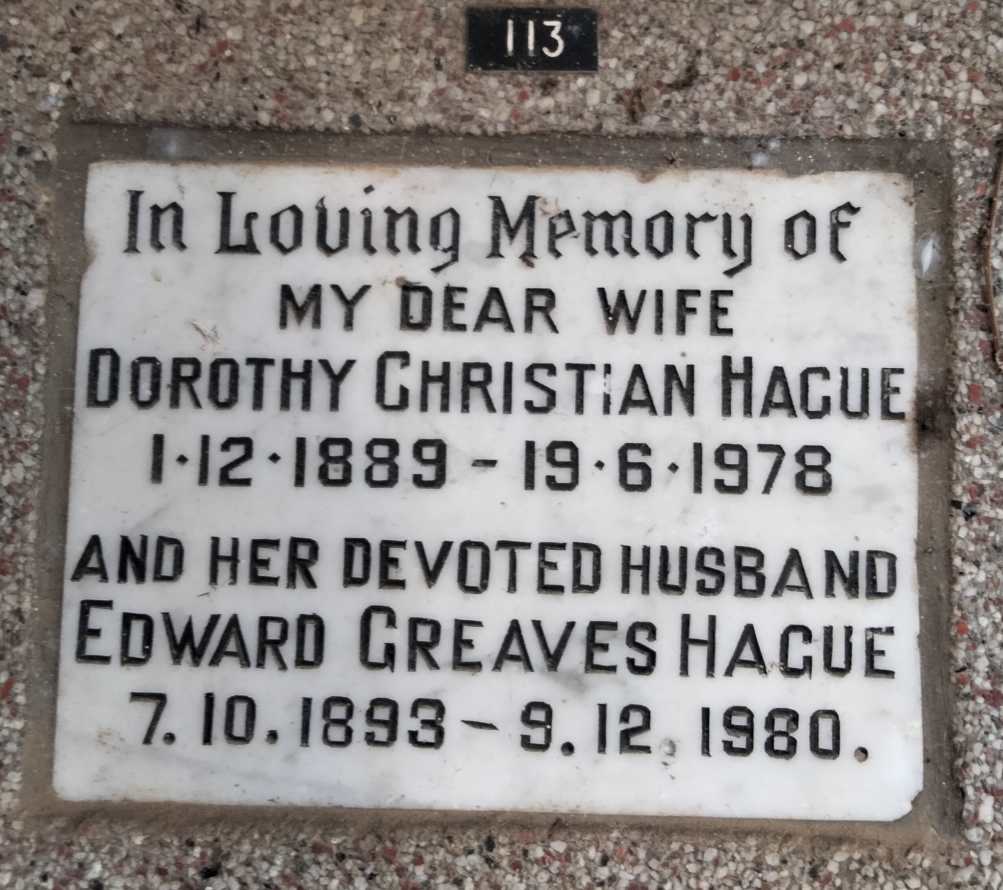 113
In Loving Memory of
MY DEAR WIFE
DOROTHY CHRISTIAN HAGUE
1·12·1889 - 19·6·1978
AND HER DEVOTED HUSBAND
EDWARD GREAVES HAGUE
7.10.1893 - 9.12.1980.